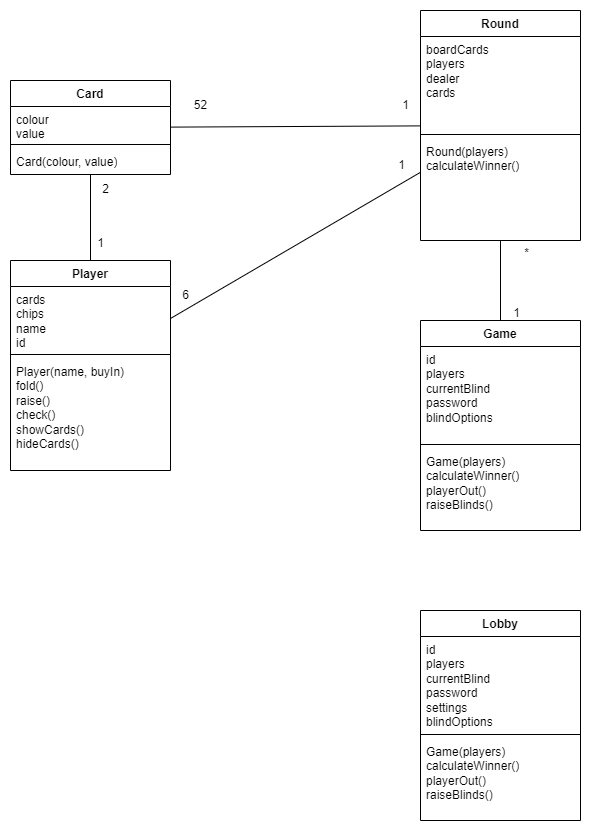 Round
boardCards
players
dealer
cards
Round(players)
calculateWinner()
Card
colour
value
Card(colour, value)
52
1
1
2
1
6
*
1
Player
cards
chips
name
id
Player(name, buyIn)
fold()
raise()
check()
showCards()
hideCards()
Game
id
players
currentBlind
password
blindOptions
Game(players)
calculateWinner()
playerOut()
raiseBlinds()
Lobby
id
players
currentBlind
password
settings
blindOptions
Game(players)
calculateWinner()
playerOut()
raiseBlinds()